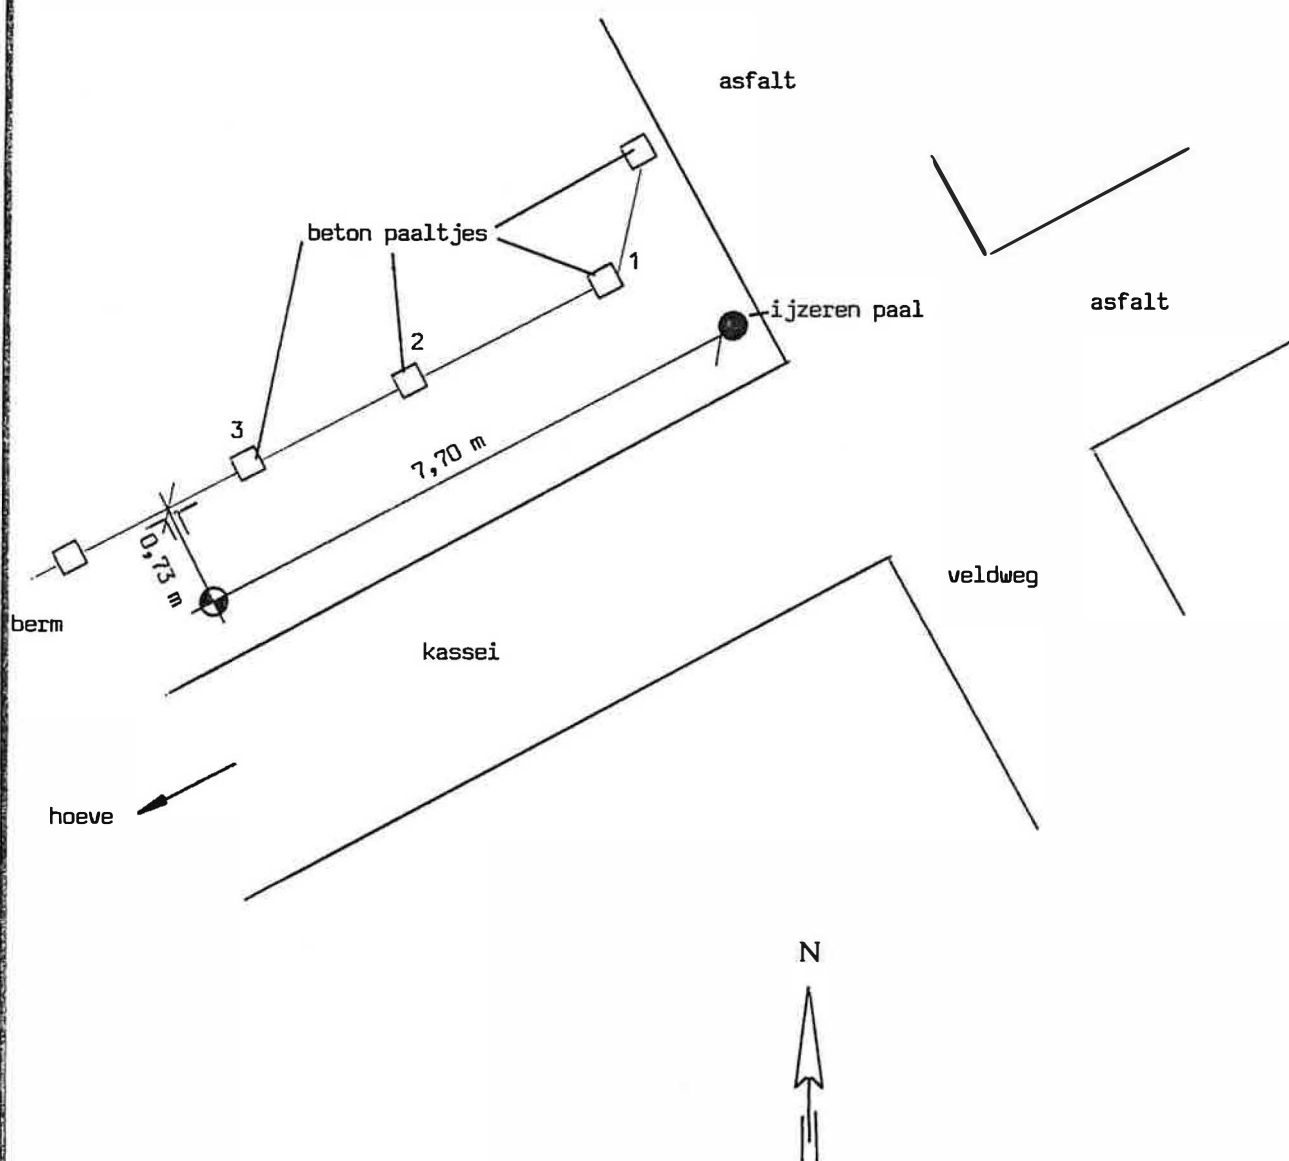 asfalt
beton paaltjes
1
ijzeren paal
asfalt
2
3
7,70 m
0,73 m
veldweg
berm
kassei
hoeve
N